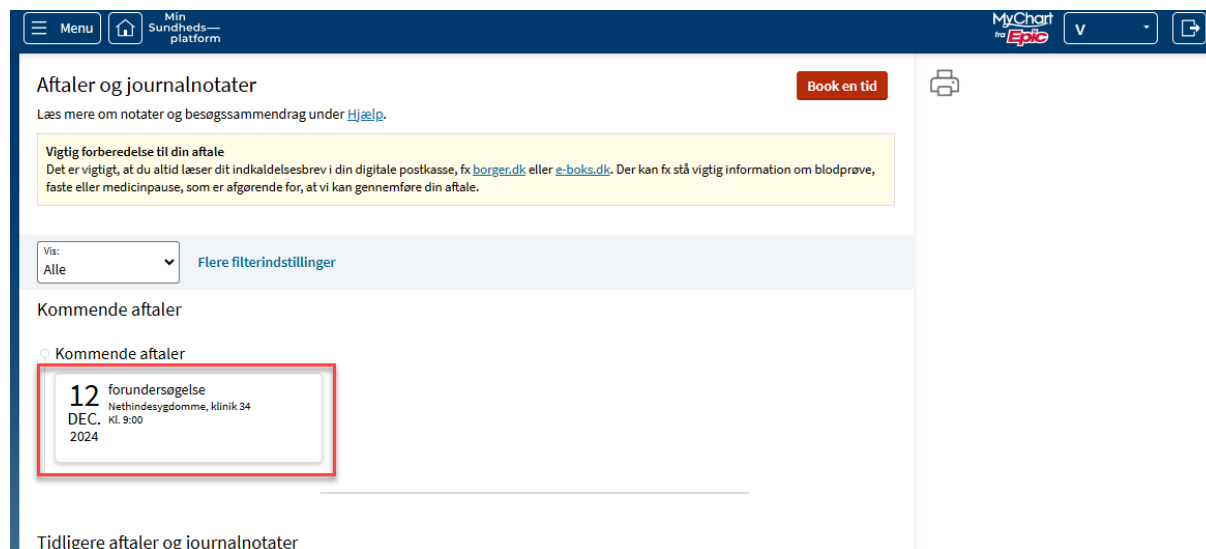 Menu
Min
Sundheds—
platform
MyChart
fra Epic
V
Aftaler og journalnotater
Book en tid
Læs mere om notater og besøgssammendrag under Hjælp.
Vigtig forberedelse til din aftale
Det er vigtigt, at du altid læser dit indkaldelsesbrev i din digitale postkasse, fx borger.dk eller e-boks.dk. Der kan fx stå vigtig information om blodprøve,
faste eller medicinpause, som er afgørende for, at vi kan gennemføre din aftale.
Vis:
Alle
Flere filterindstillinger
Kommende aftaler
Kommende aftaler
12 forundersøgelse
Nethindesygdomme, klinik 34
DEC. Kl. 9:00
2024
Tidligere aftaler og journalnotater